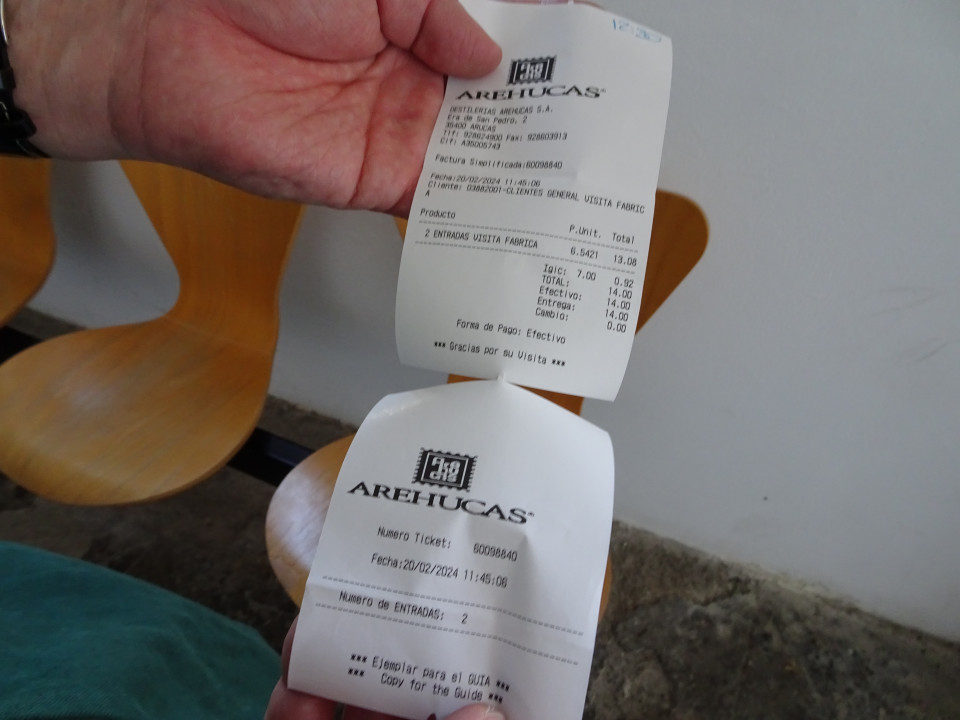 12:30
AREHUCAS
DESTILERIAS AREHUCAS S.A.
Era de San Pedro, 2
35400 ARUCAS
Tlf: 928624900 Fax: 928603913
Cif: A35005743
Factura Simplificada:60098840
Fecha:20/02/2024 11:45:06
Cliente: 03882001-CLIENTES GENERAL VISITA FABRIC
A
Producto P.Unit. Total
2 ENTRADAS VISITA FABRICA 6.5421 13.08
Igic: 7.00 0.92
TOTAL: 14.00
Efectivo: 14.00
Entrega: 14.00
Cambio: 0.00
Forma de Pago: Efectivo
*** Gracias por su Visita ***
AREHUCAS
Numero Ticket: 60098840
Fecha:20/02/2024 11:45:06
Numero de ENTRADAS: 2
*** Ejemplar para el GUIA ***
*** Copy for the Guide ***